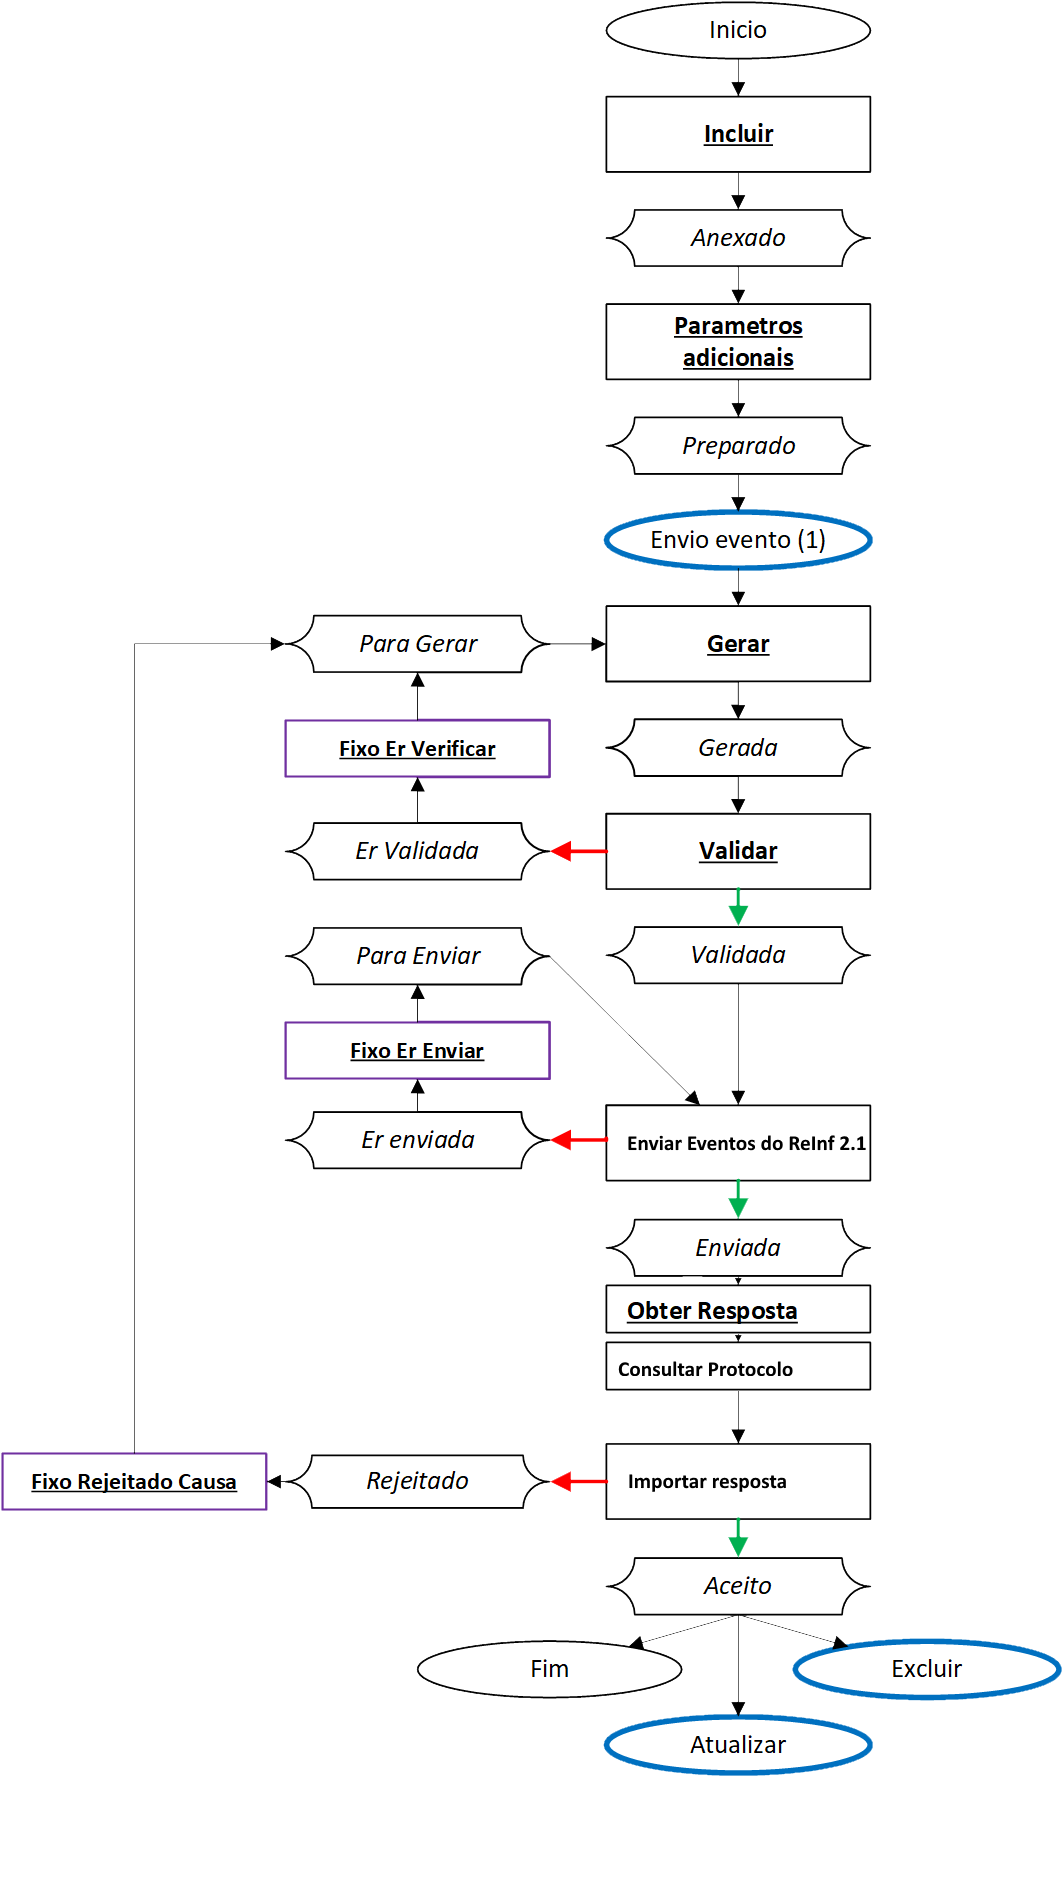 Inicio
Incluir
Anexado
Parametros
adicionais
Preparado
Envio evento (1)
Para Gerar
Gerar
Fixo Er Verificar
Gerada
Er Validada
Validar
Para Enviar
Validada
Fixo Er Enviar
Er enviada
Enviar Eventos do ReInf 2.1
Enviada
Obter Resposta
Consultar Protocolo
Fixo Rejeitado Causa
Rejeitado
Importar resposta
Aceito
Fim
Excluir
Atualizar